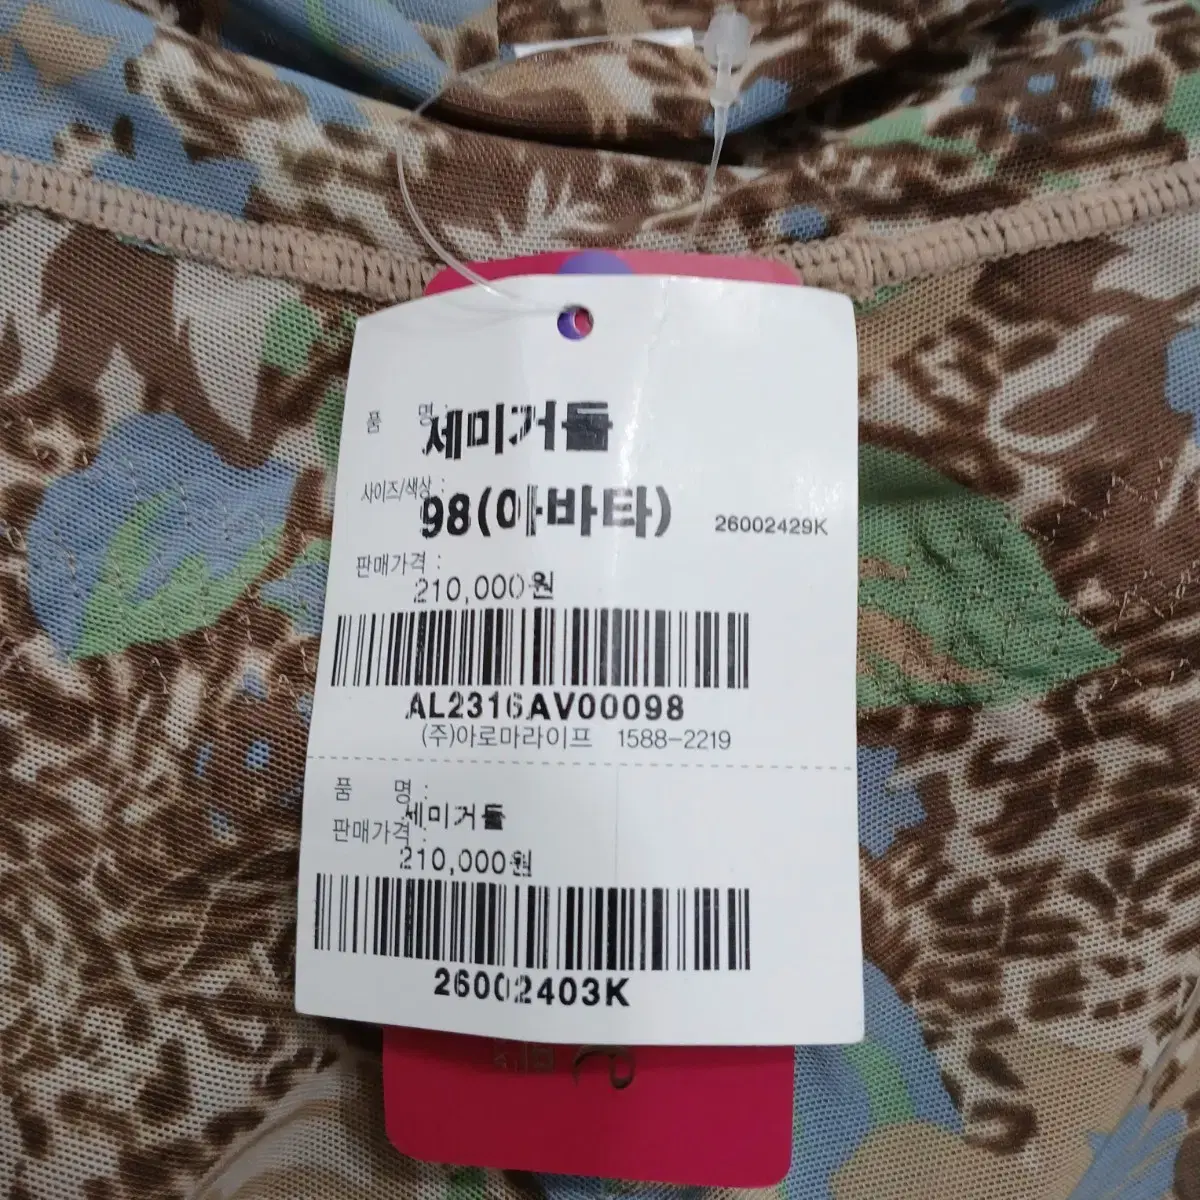 품 명 : 세미거들
사이즈/색상 : 98(아바타) 26002429K
판매가격 :
210,000원
AL2316AV00098
(주)아로마라이프 1588-2219
품 명 : 세미거들
판매가격 :
210,000원
26002403K